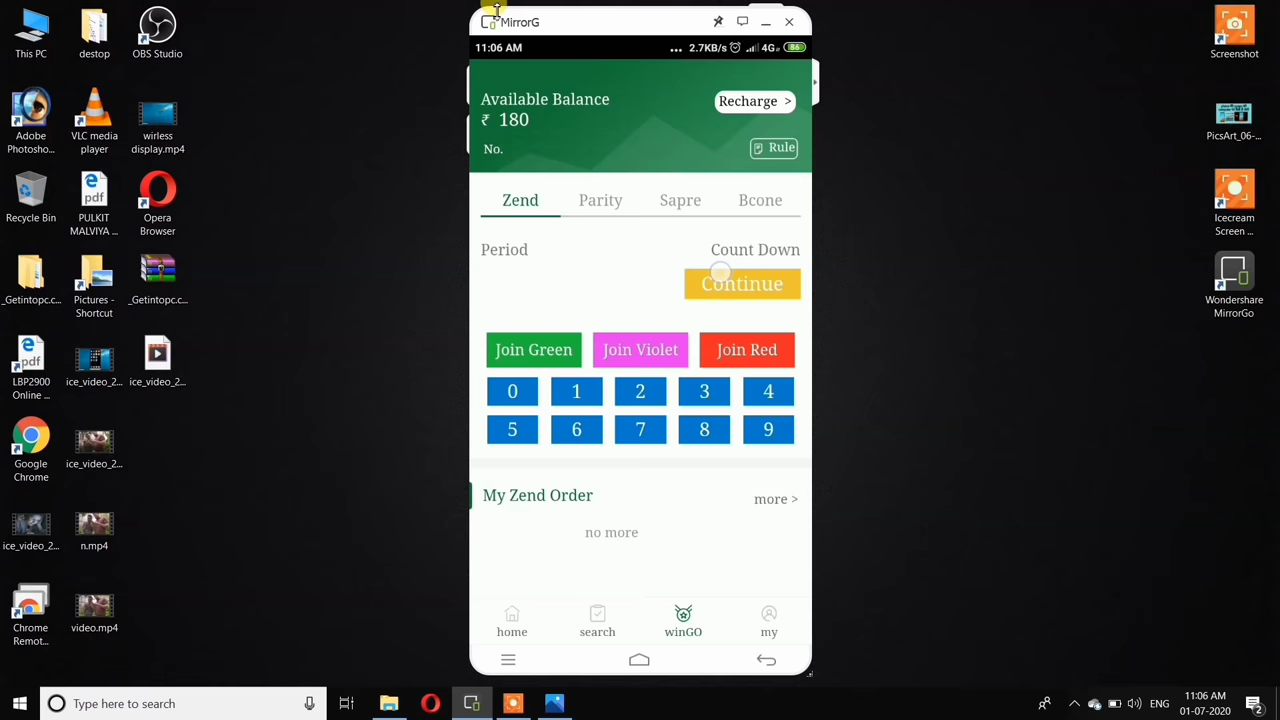 This PC
destop
OBS Studio
Adobe
Photosho...
VLC media
player
wirless
display.mp4
Recycle Bin
PULKIT
MALVIYA ...
Opera
Browser
_Getintopc.c...
Pictures -
Shortcut
_Getintopc.c...
LBP2900
Online ...
ice_video_2...
ice_video_2...
Google
Chrome
ice_video_2...
ice_video_2...
n.mp4
Chrome
Remot...
video.mp4
MirrorG
11:06 AM
... 2.7KB/s 4G 86
Available Balance
₹ 180
Recharge >
No.
Rule
Zend Parity Sapre Bcone
Period Count Down
Continue
Join Green Join Violet Join Red
0 1 2 3 4
5 6 7 8 9
My Zend Order
more >
no more
home search winGO my
Screenshot
PicsArt_06-...
Icecream
Screen ...
Wondershare
MirrorGo
Type here to search
ENG
11:06 AM
01-07-2020
2